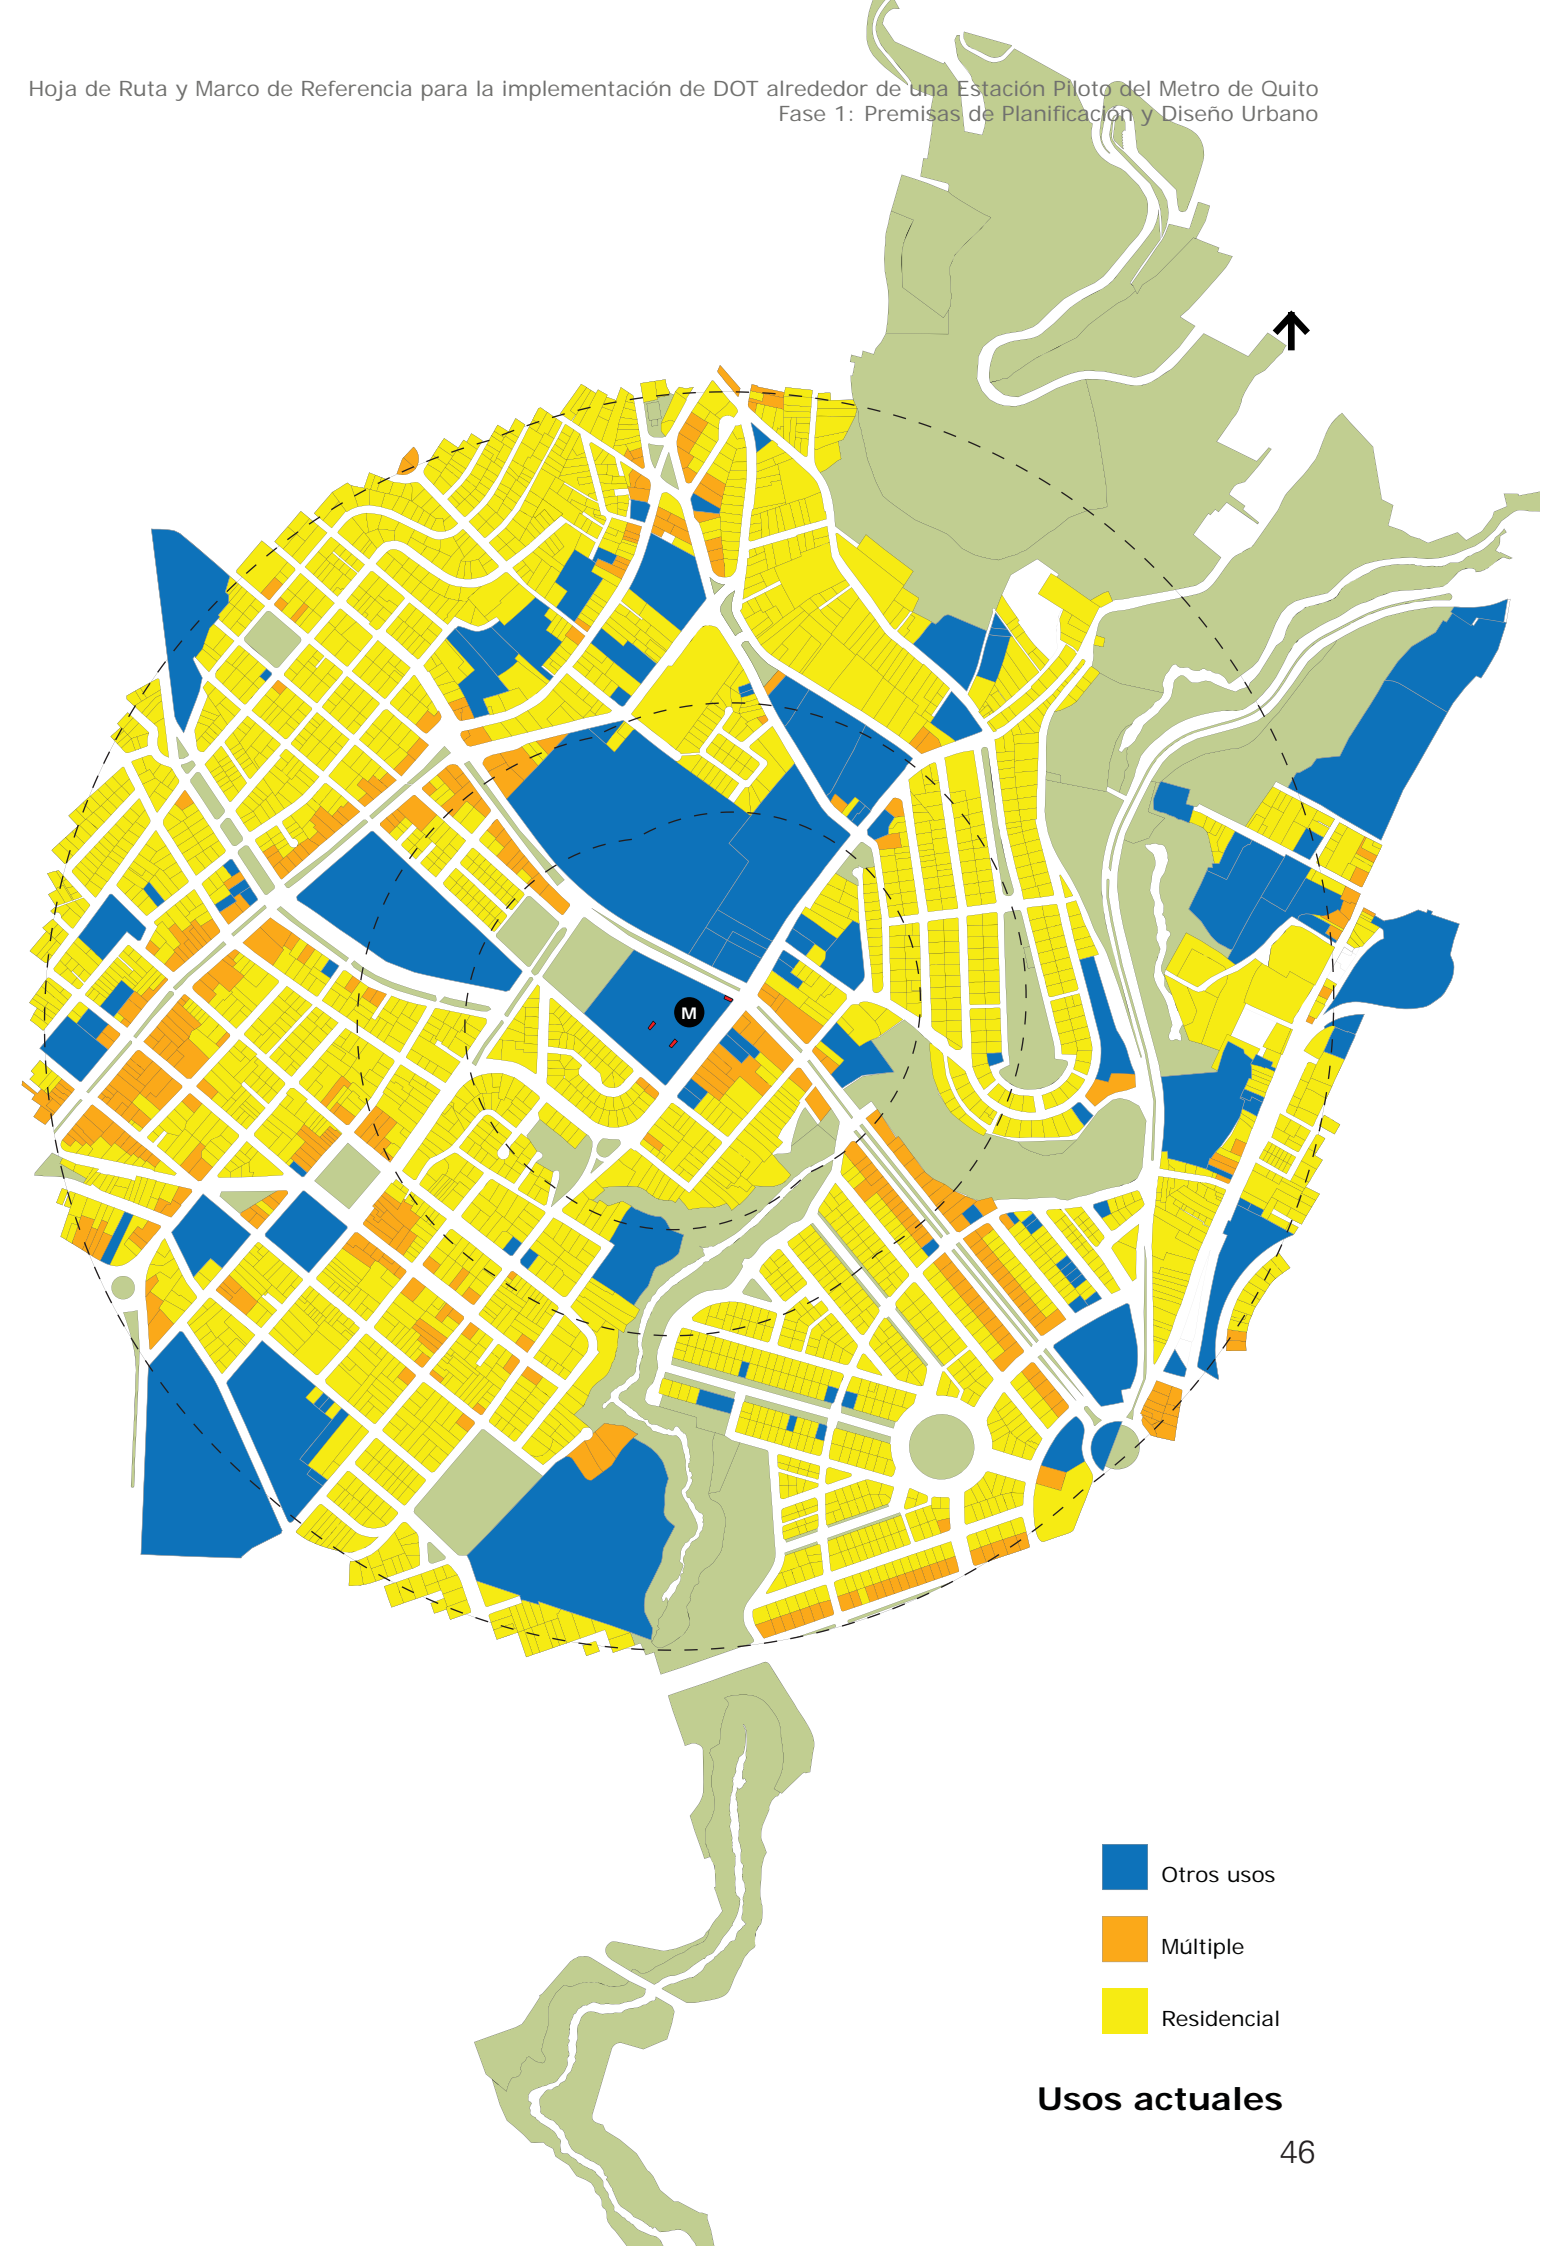 Hoja de Ruta y Marco de Referencia para la implementación de DOT alrededor de una Estación Piloto del Metro de Quito
Fase 1: Premisas de Planificación y Diseño Urbano
M
Otros usos
Múltiple
Residencial
Usos actuales
46